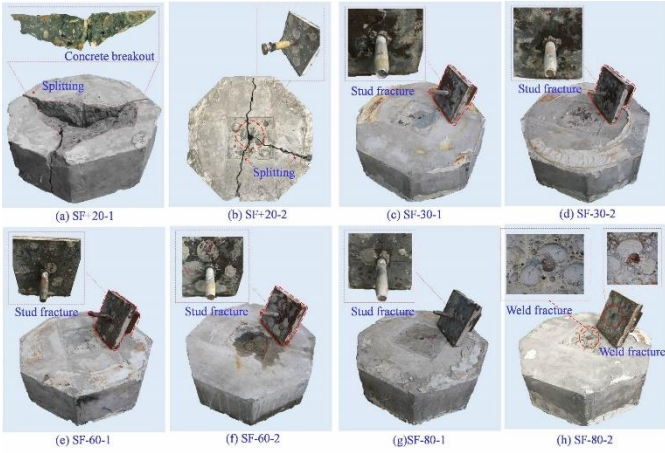 Concrete breakout
Splitting
(a) SF+20-1
Splitting
(b) SF+20-2
Stud fracture
(c) SF-30-1
Stud fracture
(d) SF-30-2
Stud fracture
(e) SF-60-1
Stud fracture
(f) SF-60-2
Stud fracture
(g)SF-80-1
Weld fracture
Weld fracture
(h) SF-80-2